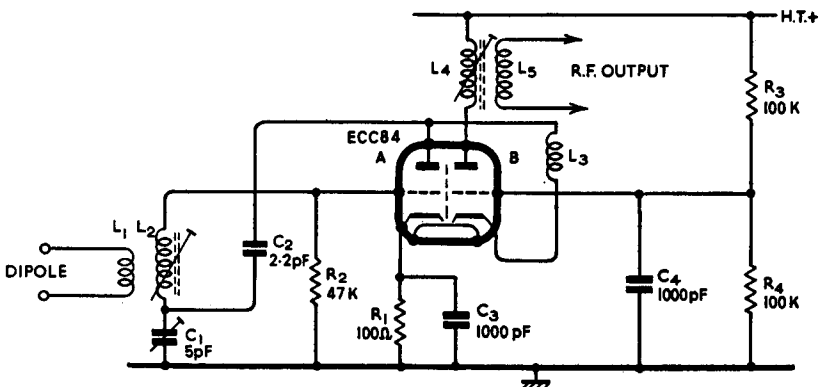 H.T.+
L4
L5
R.F. OUTPUT
R3
100 K
ECC84
A
B
L3
L1 L2
DIPOLE
C2
2·2pF
R2
47 K
C1
5pF
R1
100Ω
C3
1000 pF
C4
1000pF
R4
100 K